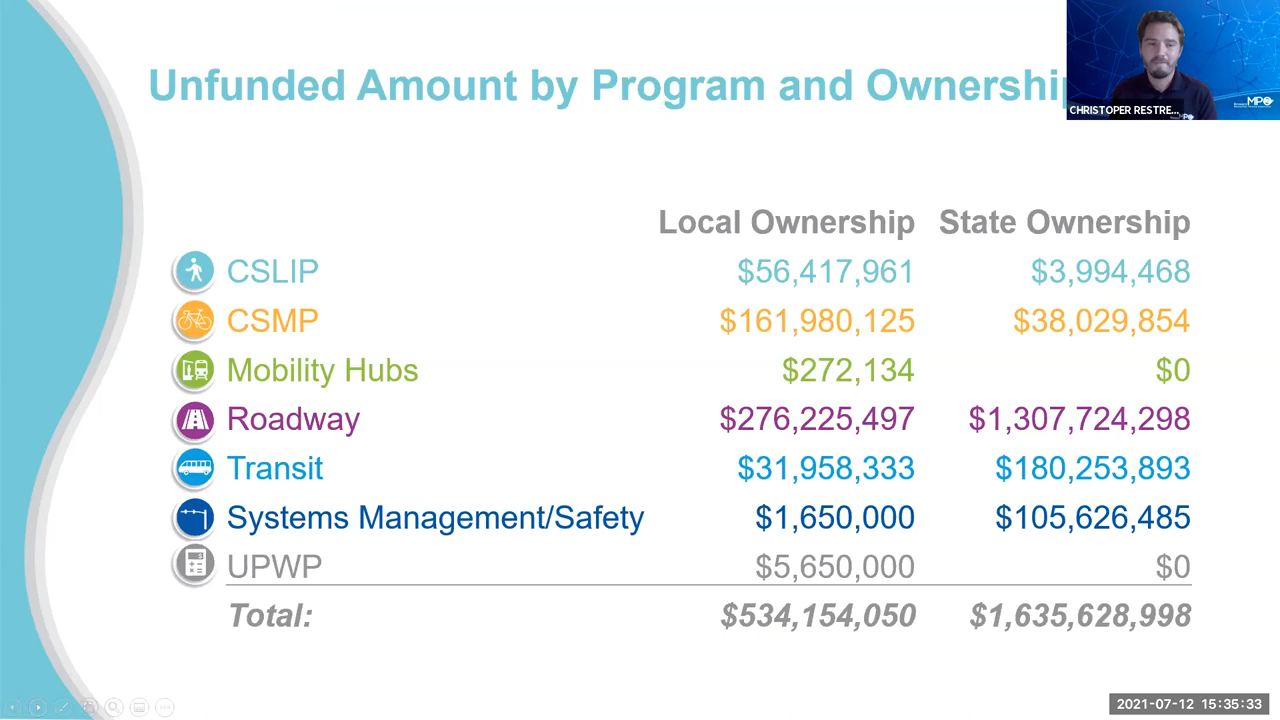 Unfunded Amount by Program and Ownership
CHRISTOPER RESTRE...
MPO
Local Ownership State Ownership
CSLIP $56,417,961 $3,994,468
CSMP $161,980,125 $38,029,854
Mobility Hubs $272,134 $0
Roadway $276,225,497 $1,307,724,298
Transit $31,958,333 $180,253,893
Systems Management/Safety $1,650,000 $105,626,485
UPWP $5,650,000 $0
Total: $534,154,050 $1,635,628,998
2021-07-12 15:35:33